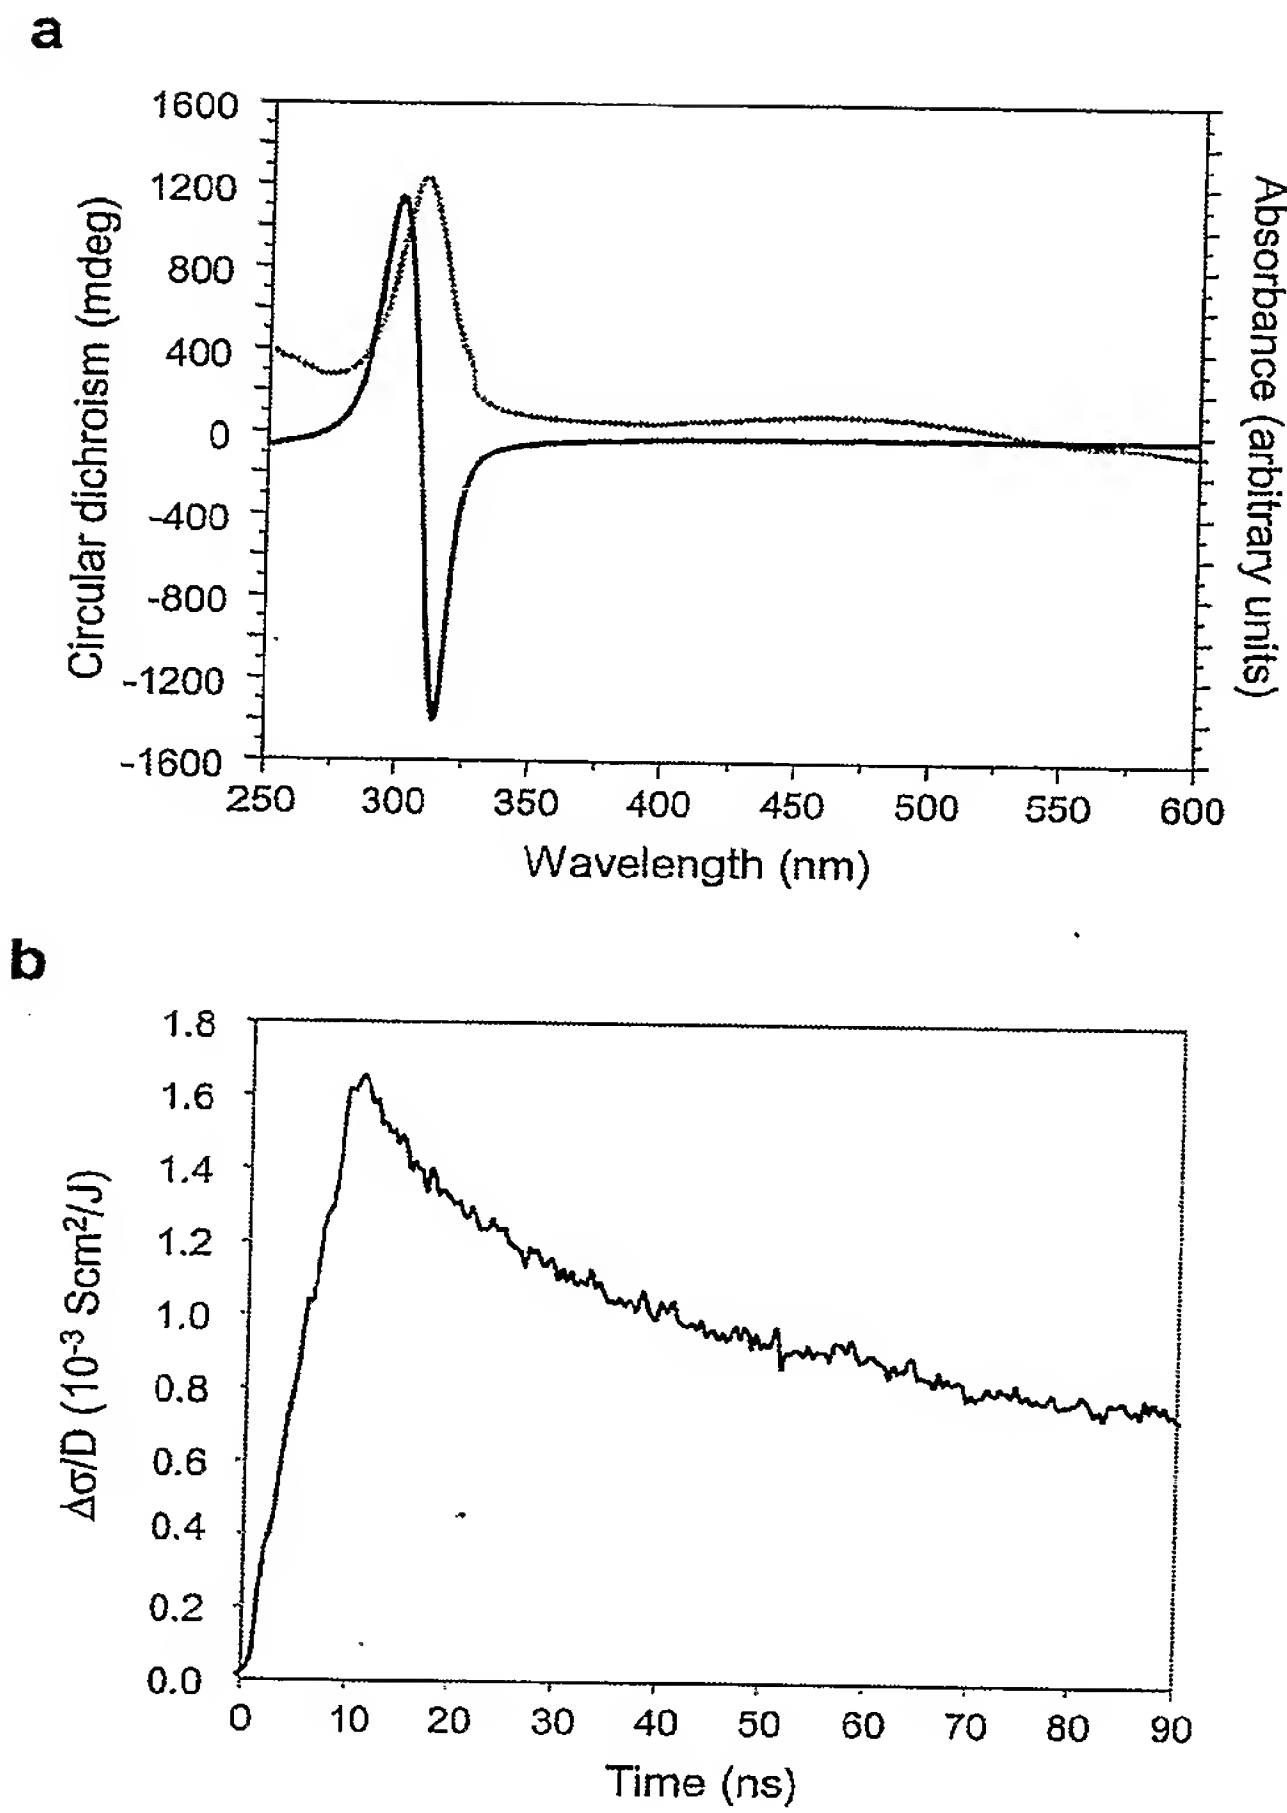 a
1600
1200
800
400
0
-400
-800
-1200
-1600
Circular dichroism (mdeg)
Absorbance (arbitrary units)
250 300 350 400 450 500 550 600
Wavelength (nm)
b
1.8
1.6
1.4
1.2
1.0
0.8
0.6
0.4
0.2
0.0
Δσ/D (10⁻³ Scm²/J)
0 10 20 30 40 50 60 70 80 90
Time (ns)